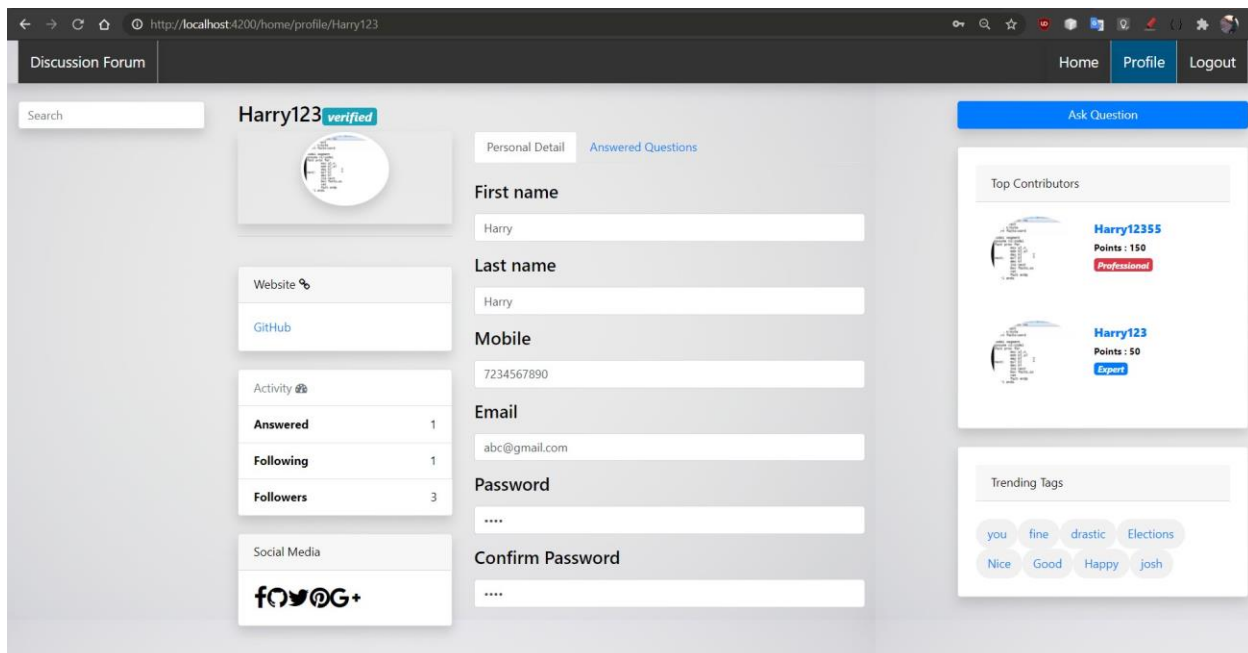 http://localhost:4200/home/profile/Harry123
Discussion Forum
Home
Profile
Logout
Search
Harry123 verified
Website
GitHub
Activity
Answered 1
Following 1
Followers 3
Social Media
Personal Detail
Answered Questions
First name
Harry
Last name
Harry
Mobile
7234567890
Email
abc@gmail.com
Password
••••
Confirm Password
••••
Ask Question
Top Contributors
Harry12355
Points : 150
Professional
Harry123
Points : 50
Expert
Trending Tags
you fine drastic Elections
Nice Good Happy josh